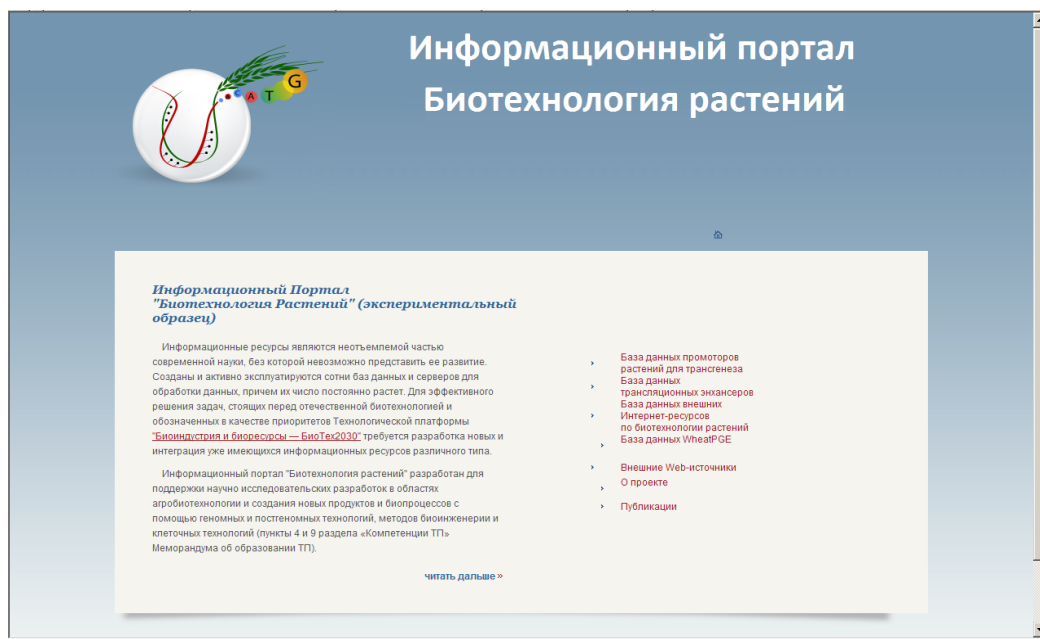 Информационный портал
Биотехнология растений
A
T
G
Информационный Портал
"Биотехнология Растений" (экспериментальный
образец)
Информационные ресурсы являются неотъемлемой частью
современной науки, без которой невозможно представить ее развитие.
Созданы и активно эксплуатируются сотни баз данных и серверов для
обработки данных, причем их число постоянно растет. Для эффективного
решения задач, стоящих перед отечественной биотехнологией и
обозначенных в качестве приоритетов Технологической платформы
"Биоиндустрия и биоресурсы — БиоТех2030" требуется разработка новых и
интеграция уже имеющихся информационных ресурсов различного типа.
Информационный портал "Биотехнология растений" разработан для
поддержки научно исследовательских разработок в областях
агробиотехнологии и создания новых продуктов и биопроцессов с
помощью геномных и постгеномных технологий, методов биоинженерии и
клеточных технологий (пункты 4 и 9 раздела «Компетенции ТП»
Меморандума об образовании ТП).
читать дальше »
База данных промоторов
растений для трансгенеза
База данных
трансляционных энхансеров
База данных внешних
Интернет-ресурсов
по биотехнологии растений
База данных WheatPGE
Внешние Web-источники
О проекте
Публикации